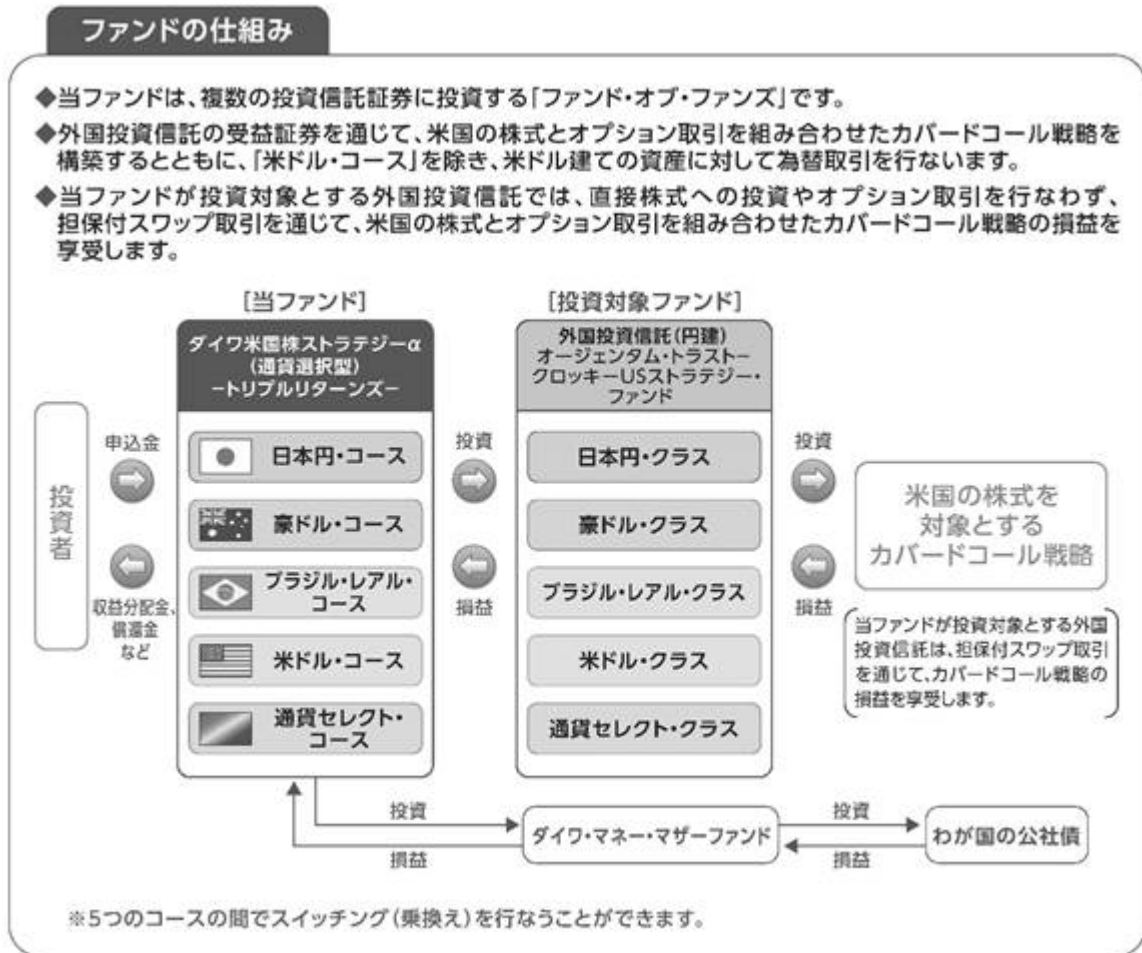 ファンドの仕組み
◆当ファンドは、複数の投資信託証券に投資する「ファンド・オブ・ファンズ」です。
◆外国投資信託の受益証券を通じて、米国の株式とオプション取引を組み合わせたカバードコール戦略を
構築するとともに、「米ドル・コース」を除き、米ドル建ての資産に対して為替取引を行ないます。
◆当ファンドが投資対象とする外国投資信託では、直接株式への投資やオプション取引を行なわず、
担保付スワップ取引を通じて、米国の株式とオプション取引を組み合わせたカバードコール戦略の損益を
享受します。
[当ファンド]
[投資対象ファンド]
ダイワ米国株ストラテジーα
(通貨選択型)
-トリプルリターンズ-
外国投資信託(円建)
オージェンタム・トラスト-
クロッキーUSストラテジー・
ファンド
投資者
申込金
収益分配金、
償還金
など
日本円・コース
豪ドル・コース
ブラジル・レアル・
コース
米ドル・コース
通貨セレクト・
コース
投資
損益
日本円・クラス
豪ドル・クラス
ブラジル・レアル・クラス
米ドル・クラス
通貨セレクト・クラス
投資
損益
米国の株式を
対象とする
カバードコール戦略
当ファンドが投資対象とする外国
投資信託は、担保付スワップ取引
を通じて、カバードコール戦略の
損益を享受します。
投資
損益
ダイワ・マネー・マザーファンド
投資
損益
わが国の公社債
※5つのコースの間でスイッチング(乗換え)を行なうことができます。